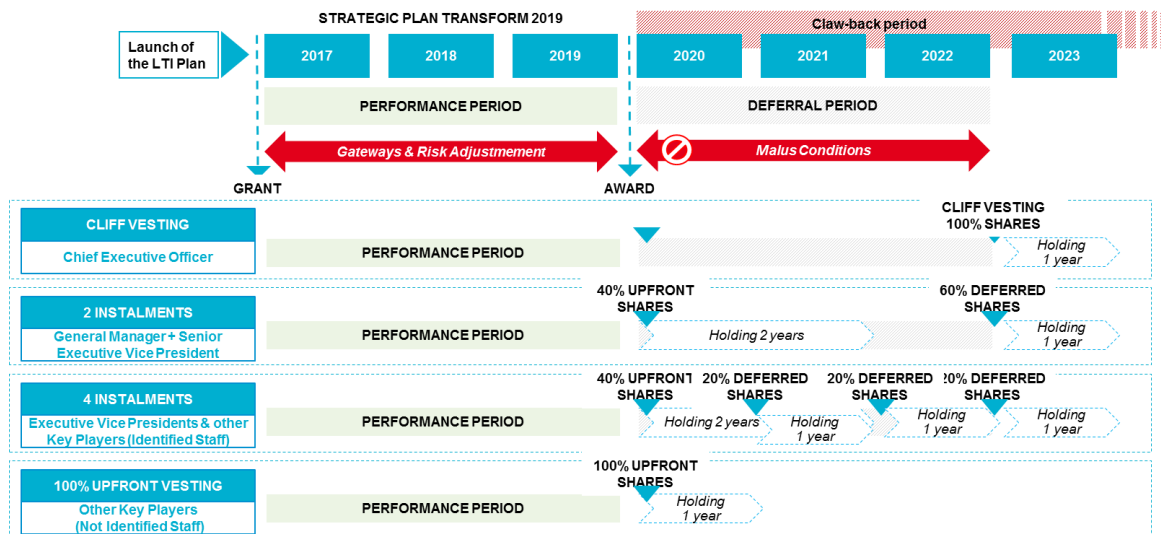 STRATEGIC PLAN TRANSFORM 2019
Claw-back period
Launch of
the LTI Plan
2017
2018
2019
2020
2021
2022
2023
PERFORMANCE PERIOD
DEFERRAL PERIOD
Gateways & Risk Adjustmement
Malus Conditions
GRANT
AWARD
CLIFF VESTING
Chief Executive Officer
PERFORMANCE PERIOD
CLIFF VESTING
100% SHARES
Holding
1 year
2 INSTALMENTS
General Manager + Senior
Executive Vice President
PERFORMANCE PERIOD
40% UPFRONT
SHARES
Holding 2 years
60% DEFERRED
SHARES
Holding
1 year
4 INSTALMENTS
Executive Vice Presidents & other
Key Players (Identified Staff)
PERFORMANCE PERIOD
40% UPFRONT
SHARES
Holding 2 years
20% DEFERRED
SHARES
Holding
1 year
20% DEFERRED
SHARES
Holding
1 year
20% DEFERRED
SHARES
Holding
1 year
100% UPFRONT VESTING
Other Key Players
(Not Identified Staff)
PERFORMANCE PERIOD
100% UPFRONT
SHARES
Holding
1 year